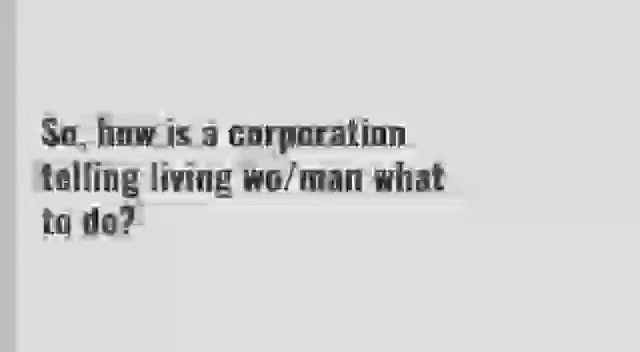 So, how is a corporation
telling living wo/man what
to do?